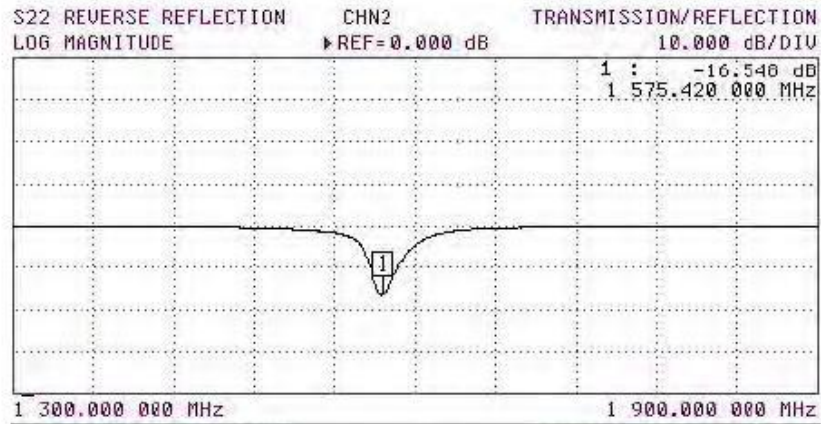 S22 REVERSE REFLECTION CHN2 TRANSMISSION/REFLECTION
LOG MAGNITUDE ▶REF=0.000 dB 10.000 dB/DIV
1 : -16.548 dB
1 575.420 000 MHz
1
1 300.000 000 MHz 1 900.000 000 MHz